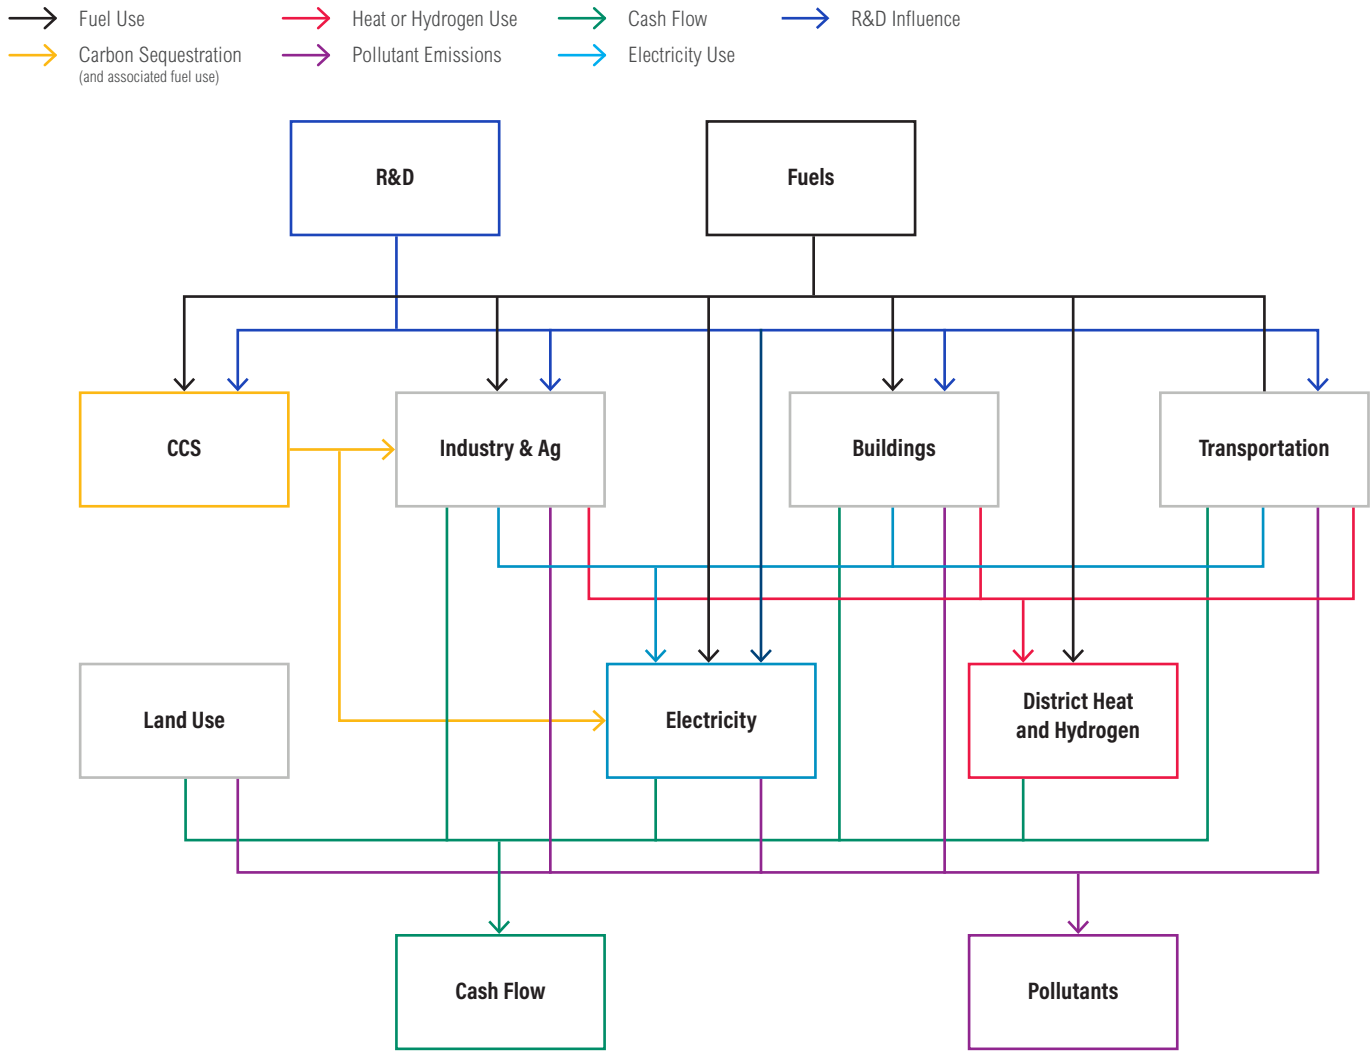 Fuel Use
Heat or Hydrogen Use
Cash Flow
R&D Influence
Carbon Sequestration
(and associated fuel use)
Pollutant Emissions
Electricity Use
R&D
Fuels
CCS
Industry & Ag
Buildings
Transportation
Land Use
Electricity
District Heat
and Hydrogen
Cash Flow
Pollutants